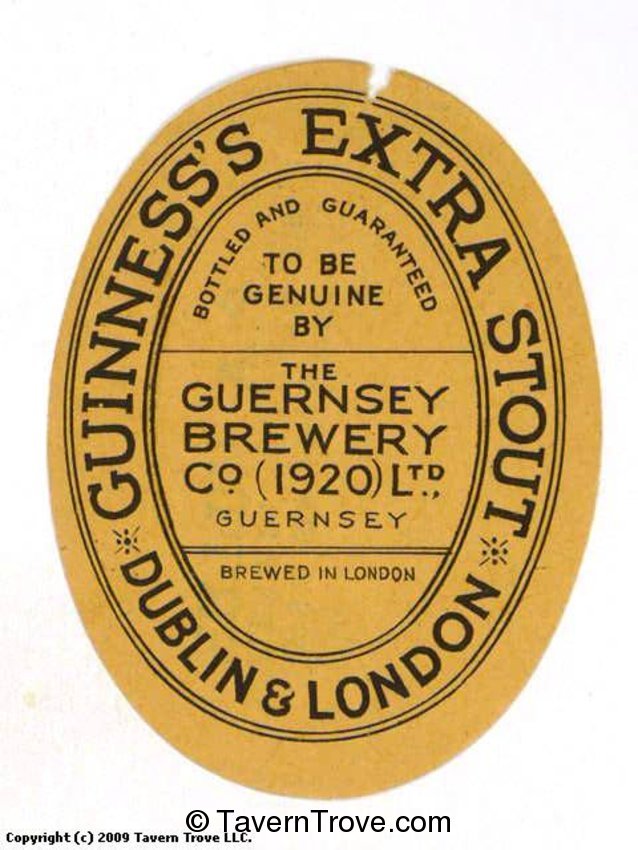 GUINNESS'S EXTRA STOUT
BOTTLED AND GUARANTEED
TO BE
GENUINE
BY
THE
GUERNSEY
BREWERY
Cº (1920) LTD.,
GUERNSEY
BREWED IN LONDON
DUBLIN & LONDON
© TavernTrove.com
Copyright (c) 2009 Tavern Trove LLC.